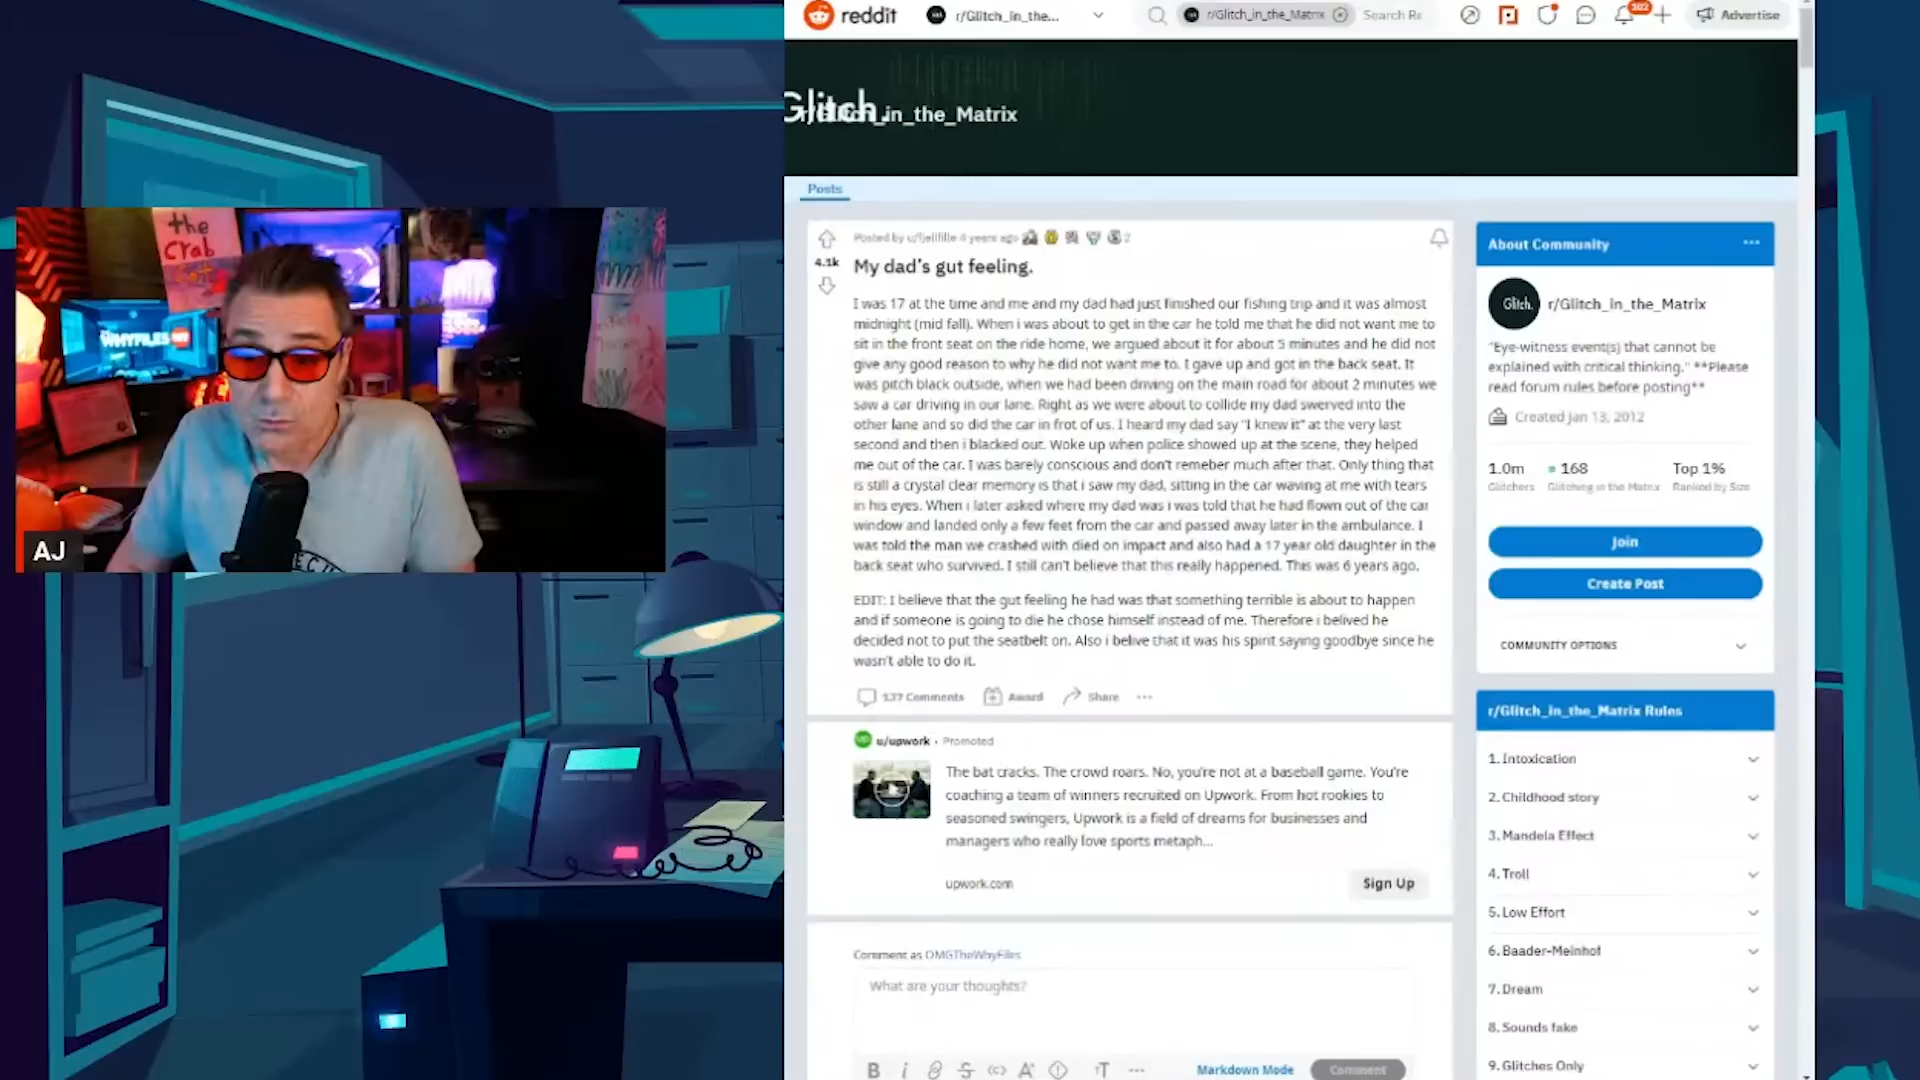 reddit
r/Glitch_in_the...
r/Glitch_in_the_Matrix
Search Re
102
Advertise
Glitch.
r/Glitch_in_the_Matrix
Posts
Posted by u/fjellfille 4 years ago
2
4.1k
My dad's gut feeling.
I was 17 at the time and me and my dad had just finished our fishing trip and it was almost
midnight (mid fall). When i was about to get in the car he told me that he did not want me to
sit in the front seat on the ride home, we argued about it for about 5 minutes and he did not
give any good reason to why he did not want me to. I gave up and got in the back seat. It
was pitch black outside, when we had been driving on the main road for about 2 minutes we
saw a car driving in our lane. Right as we were about to collide my dad swerved into the
other lane and so did the car in frot of us. I heard my dad say "I knew it" at the very last
second and then i blacked out. Woke up when police showed up at the scene, they helped
me out of the car. I was barely conscious and don't remeber much after that. Only thing that
is still a crystal clear memory is that i saw my dad, sitting in the car waving at me with tears
in his eyes. When i later asked where my dad was i was told that he had flown out of the car
window and landed only a few feet from the car and passed away later in the ambulance. I
was told the man we crashed with died on impact and also had a 17 year old daughter in the
back seat who survived. I still can't believe that this really happened. This was 6 years ago.
EDIT: I believe that the gut feeling he had was that something terrible is about to happen
and if someone is going to die he chose himself instead of me. Therefore i belived he
decided not to put the seatbelt on. Also i belive that it was his spirit saying goodbye since he
wasn't able to do it.
137 Comments
Award
Share
u/upwork • Promoted
The bat cracks. The crowd roars. No, you're not at a baseball game. You're
coaching a team of winners recruited on Upwork. From hot rookies to
seasoned swingers, Upwork is a field of dreams for businesses and
managers who really love sports metaph...
upwork.com
Sign Up
Comment as OMGTheWhyFiles
What are your thoughts?
Markdown Mode
Comment
About Community
Glitch.
r/Glitch_in_the_Matrix
"Eye-witness event(s) that cannot be
explained with critical thinking." **Please
read forum rules before posting**
Created Jan 13, 2012
1.0m
168
Top 1%
Glitchers
Glitching in the Matrix
Ranked by Size
Join
Create Post
COMMUNITY OPTIONS
r/Glitch_in_the_Matrix Rules
1. Intoxication
2. Childhood story
3. Mandela Effect
4. Troll
5. Low Effort
6. Baader-Meinhof
7. Dream
8. Sounds fake
9. Glitches Only
the
Crab
WHYFILES
AJ